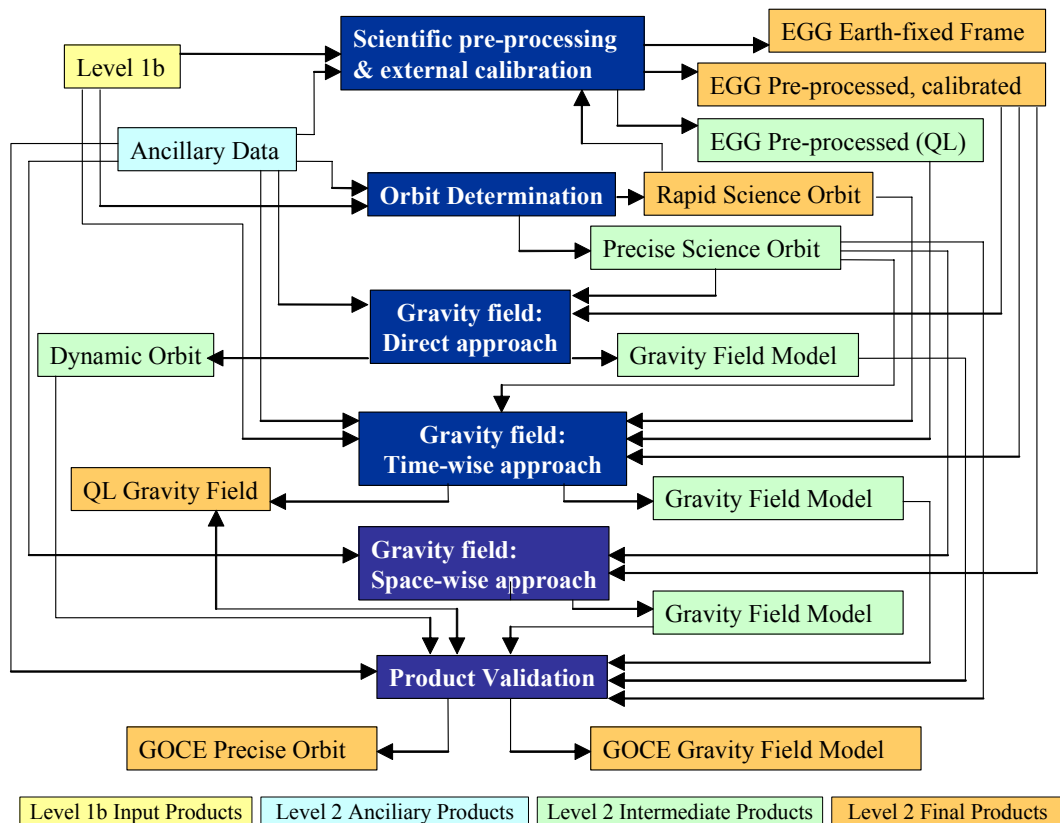 Scientific pre-processing
& external calibration
EGG Earth-fixed Frame
Level 1b
EGG Pre-processed, calibrated
Ancillary Data
EGG Pre-processed (QL)
Orbit Determination
Rapid Science Orbit
Precise Science Orbit
Gravity field:
Direct approach
Dynamic Orbit
Gravity Field Model
Gravity field:
Time-wise approach
QL Gravity Field
Gravity Field Model
Gravity field:
Space-wise approach
Gravity Field Model
Product Validation
GOCE Precise Orbit
GOCE Gravity Field Model
Level 1b Input Products
Level 2 Anciliary Products
Level 2 Intermediate Products
Level 2 Final Products